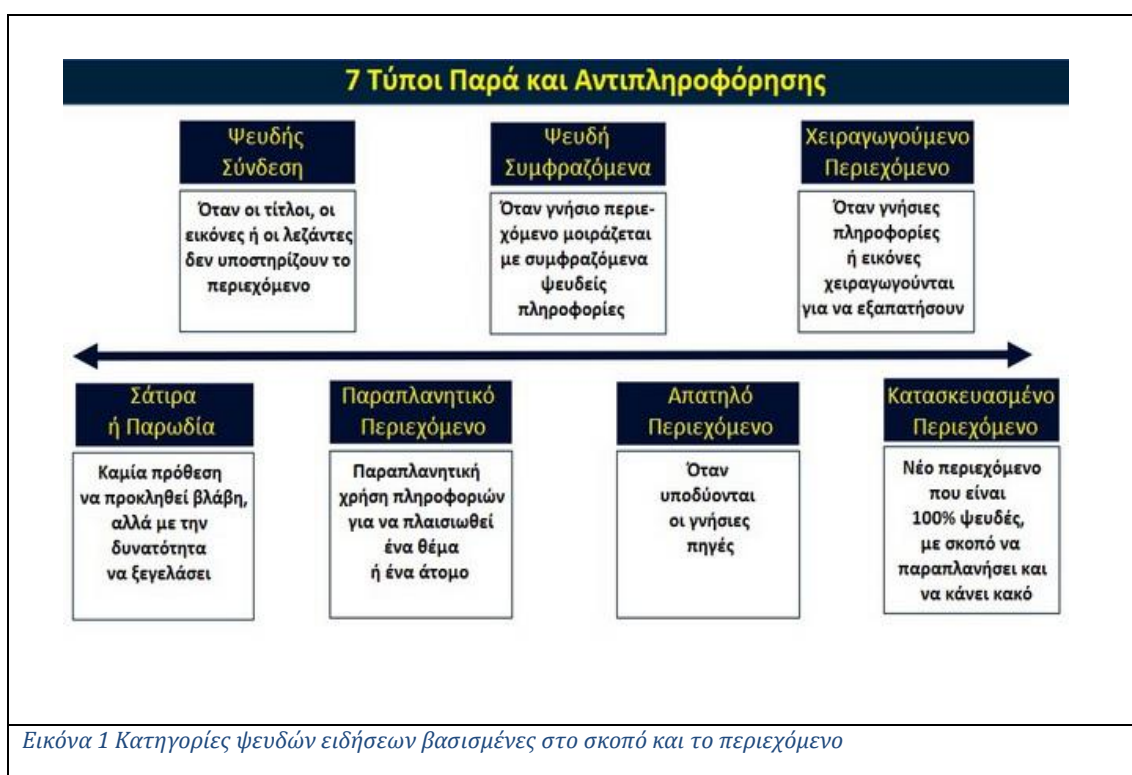 7 Τύποι Παρά και Αντιπληροφόρησης
Ψευδής
Σύνδεση
Όταν οι τίτλοι, οι
εικόνες ή οι λεζάντες
δεν υποστηρίζουν το
περιεχόμενο
Ψευδή
Συμφραζόμενα
Όταν γνήσιο περιε-
χόμενο μοιράζεται
με συμφραζόμενα
ψευδείς
πληροφορίες
Χειραγωγούμενο
Περιεχόμενο
Όταν γνήσιες
πληροφορίες
ή εικόνες
χειραγωγούνται
για να εξαπατήσουν
Σάτιρα
ή Παρωδία
Καμία πρόθεση
να προκληθεί βλάβη,
αλλά με την
δυνατότητα
να ξεγελάσει
Παραπλανητικό
Περιεχόμενο
Παραπλανητική
χρήση πληροφοριών
για να πλαισιωθεί
ένα θέμα
ή ένα άτομο
Απατηλό
Περιεχόμενο
Όταν
υποδύονται
οι γνήσιες
πηγές
Κατασκευασμένο
Περιεχόμενο
Νέο περιεχόμενο
που είναι
100% ψευδές,
με σκοπό να
παραπλανήσει και
να κάνει κακό
Εικόνα 1 Κατηγορίες ψευδών ειδήσεων βασισμένες στο σκοπό και το περιεχόμενο